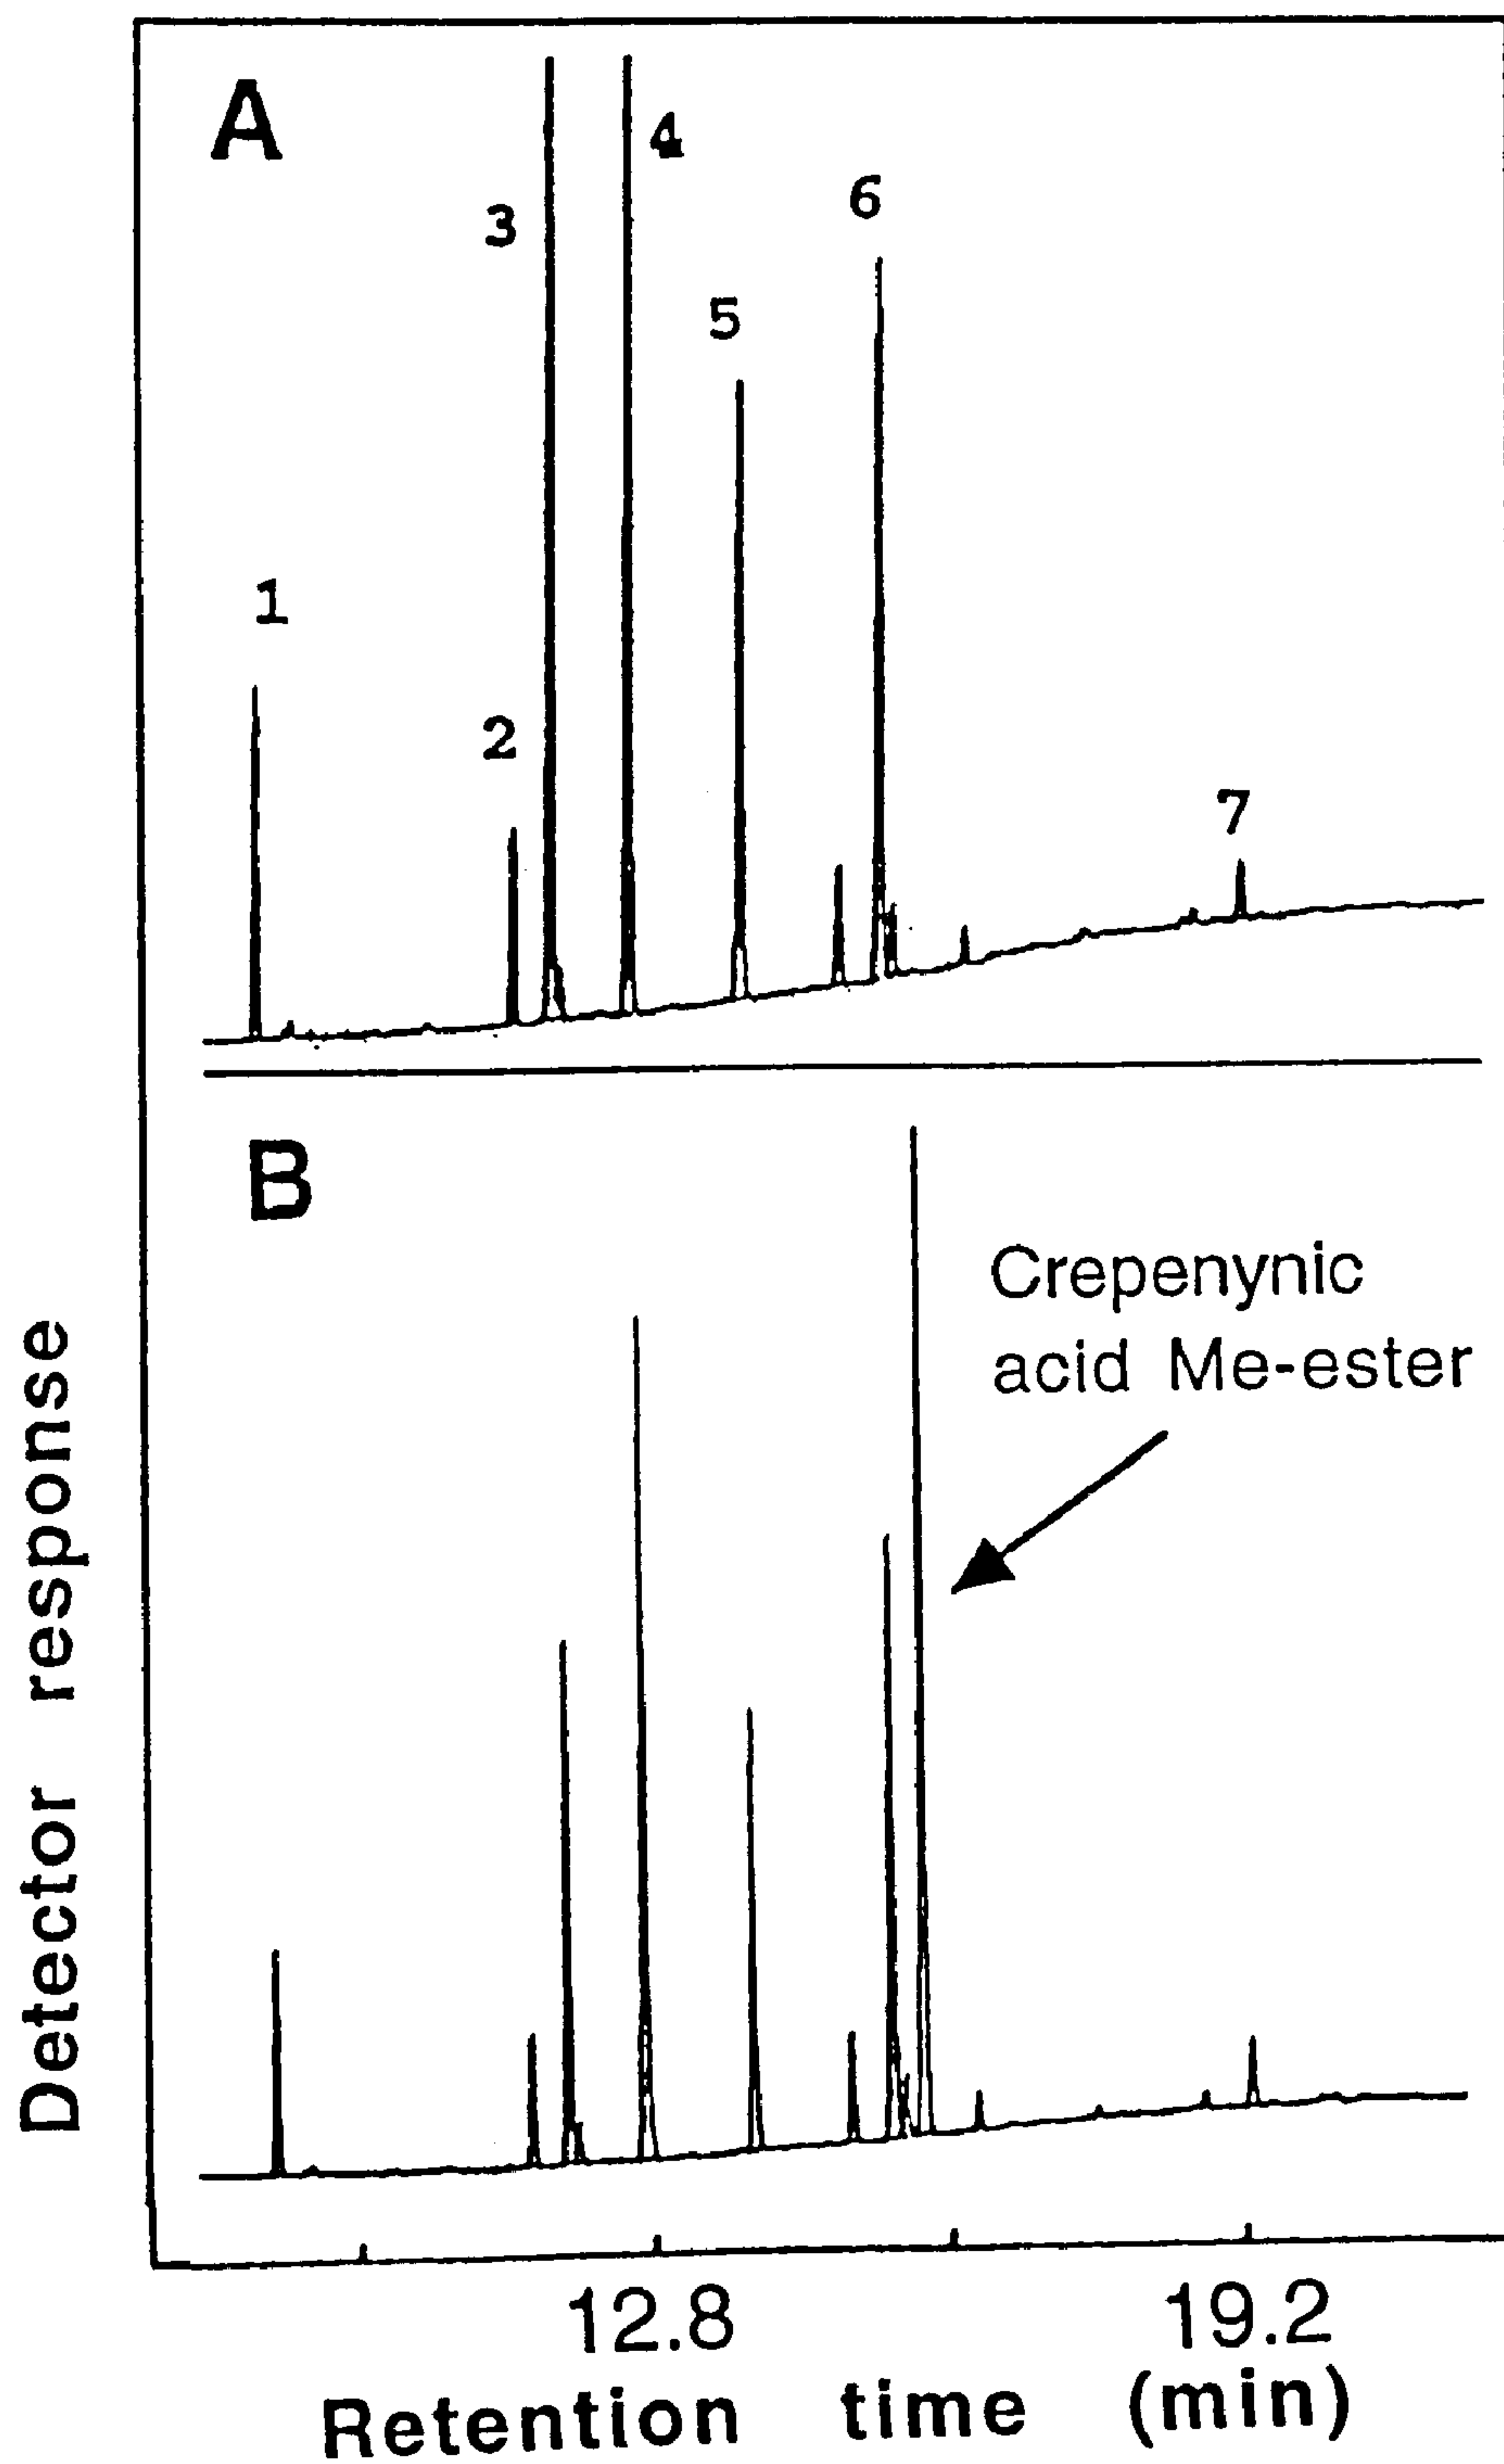 A
4
6
3
5
1
2
7
B
Crepenynic
acid Me-ester
Detector response
12.8
19.2
Retention time (min)